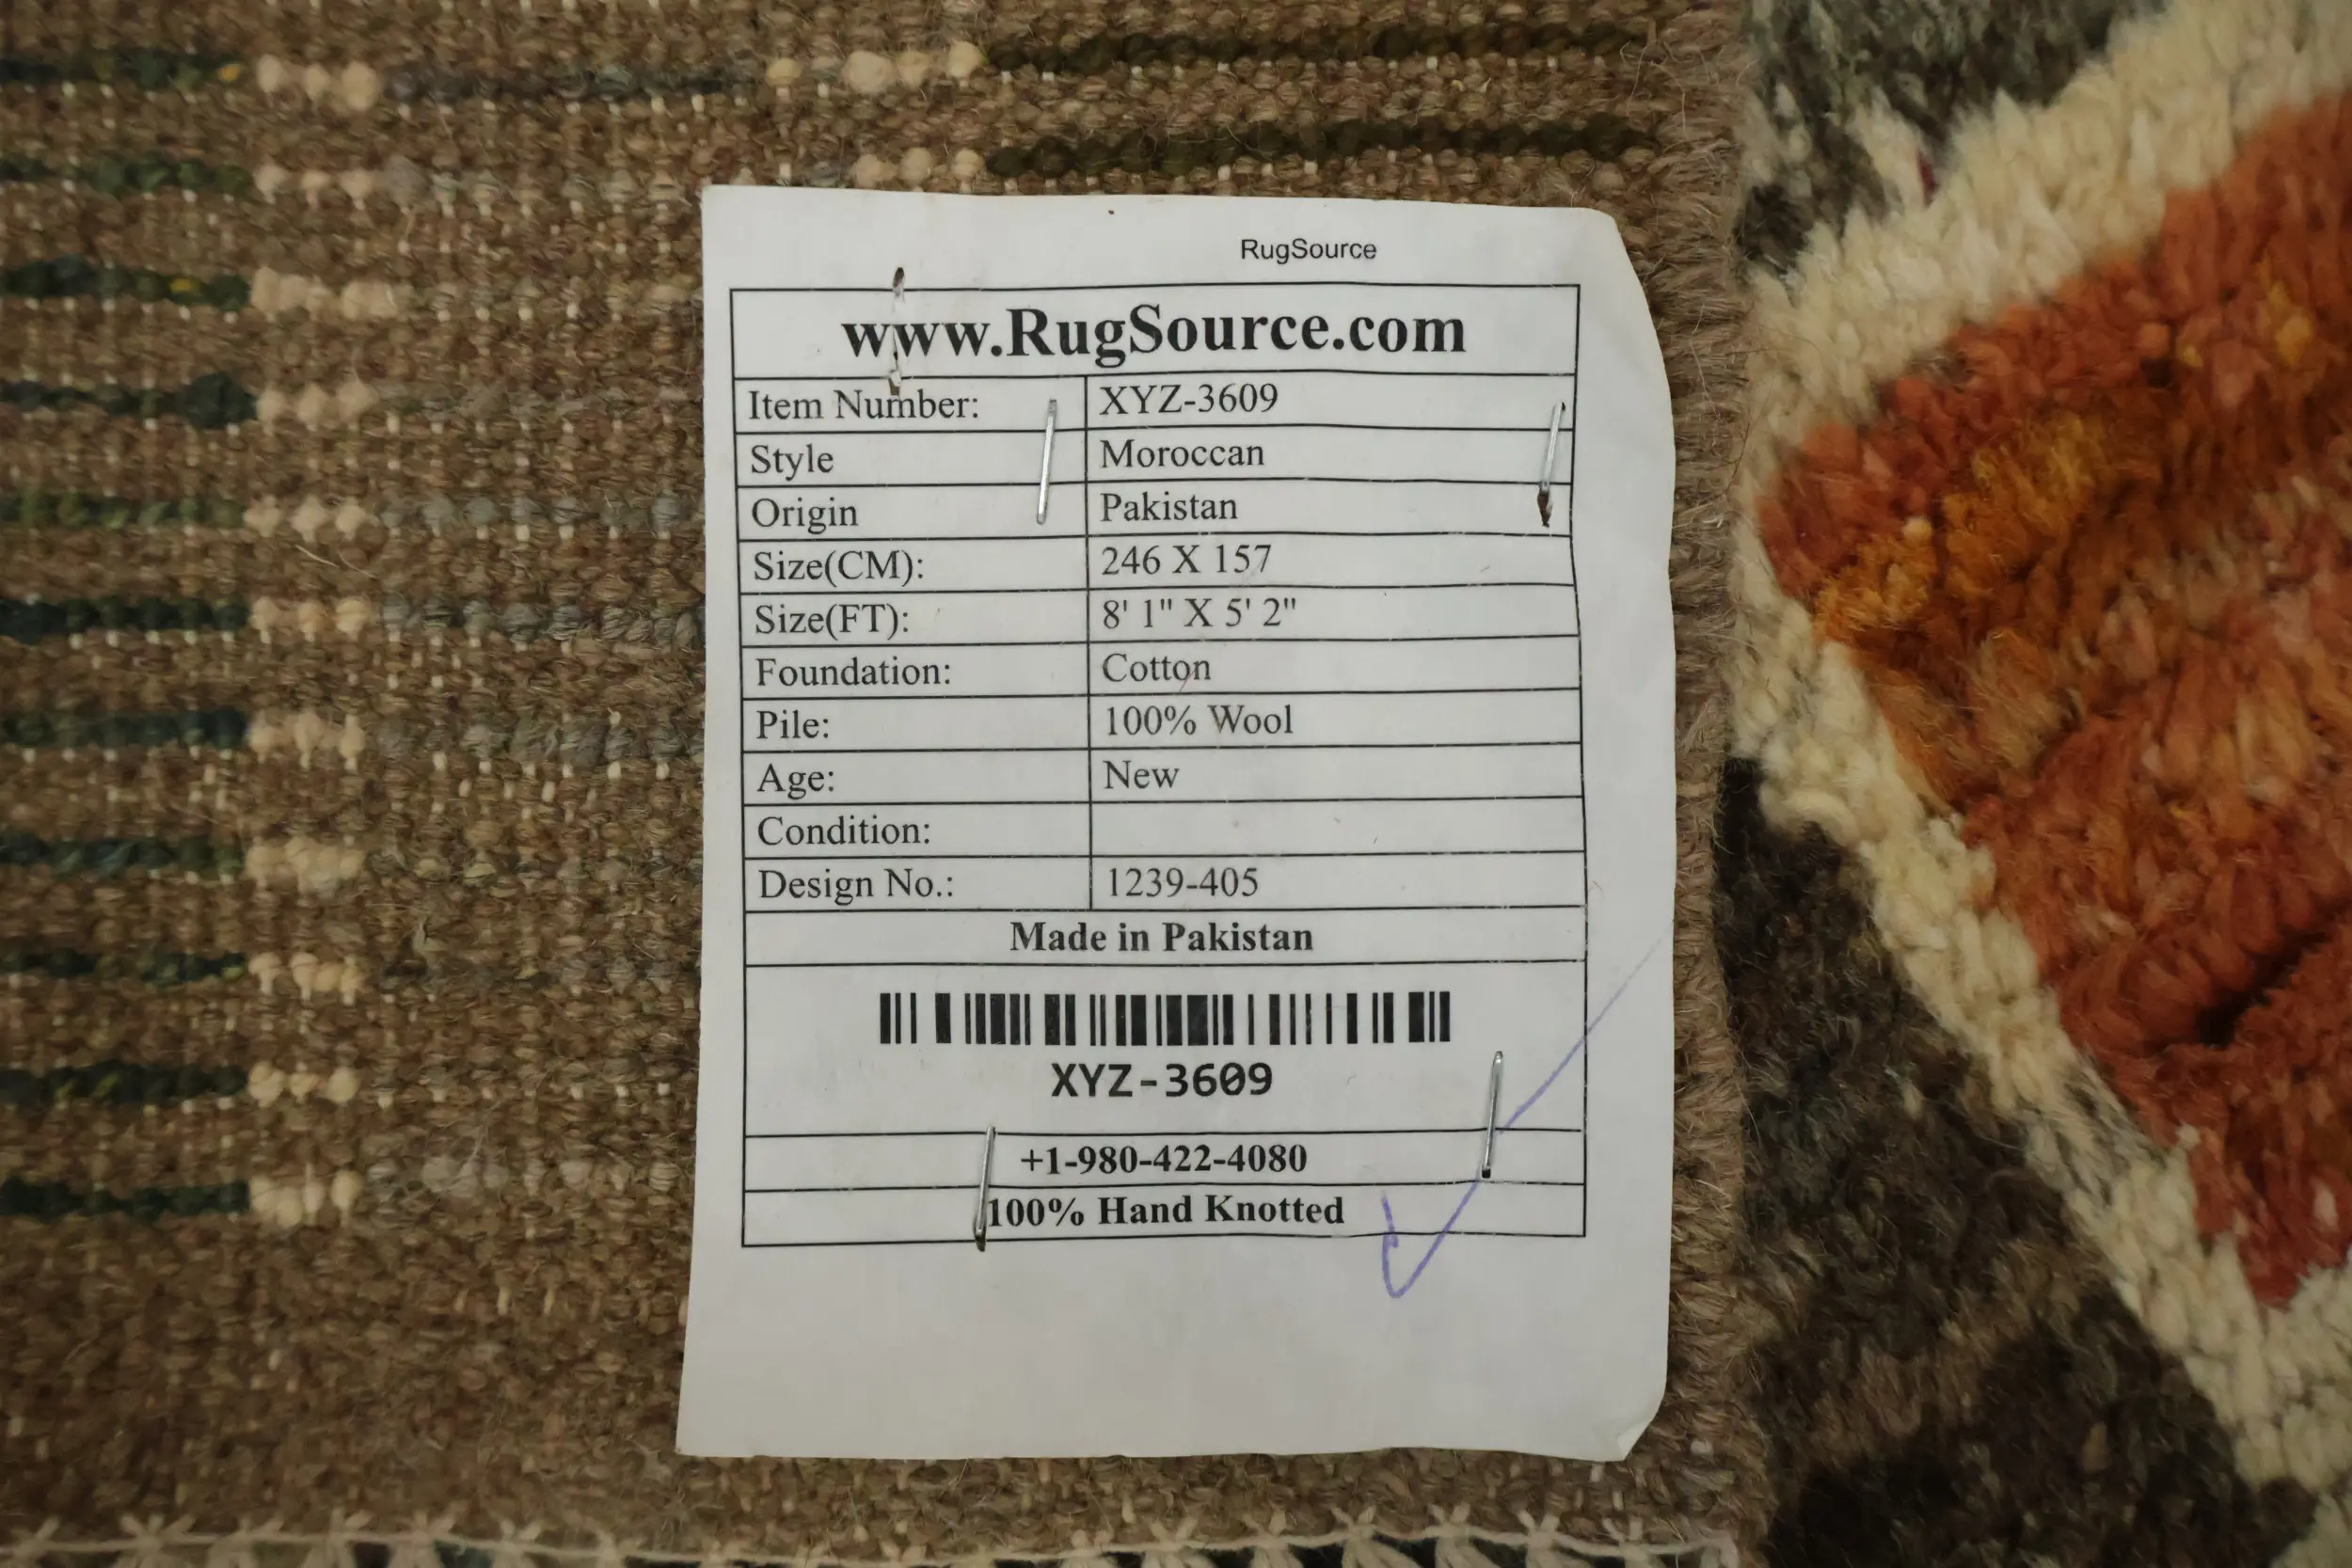 RugSource
www.RugSource.com
Item Number: XYZ-3609
Style Moroccan
Origin Pakistan
Size(CM): 246 X 157
Size(FT): 8' 1" X 5' 2"
Foundation: Cotton
Pile: 100% Wool
Age: New
Condition:
Design No.: 1239-405
Made in Pakistan
XYZ-3609
+1-980-422-4080
100% Hand Knotted